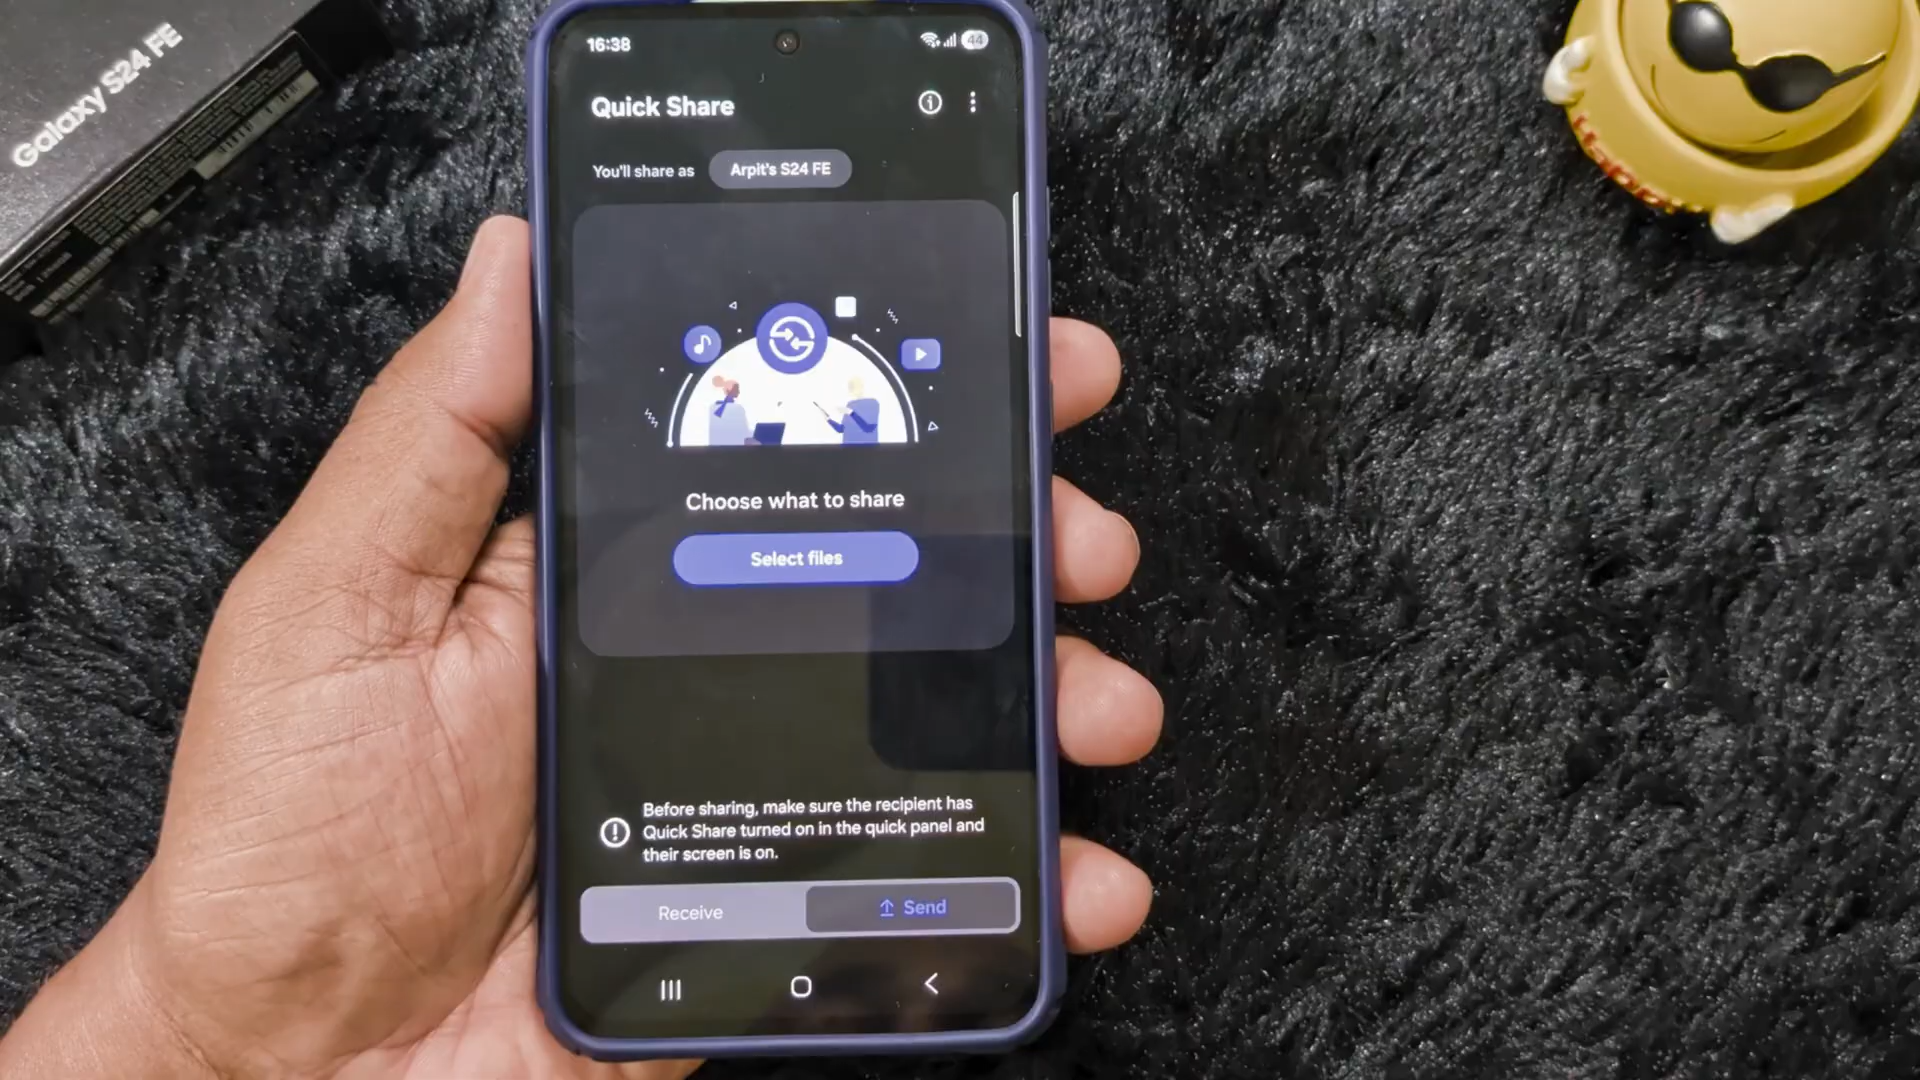 Galaxy S24 FE
16:38
44
Quick Share
You'll share as
Arpit's S24 FE
Choose what to share
Select files
Before sharing, make sure the recipient has
Quick Share turned on in the quick panel and
their screen is on.
Receive
Send